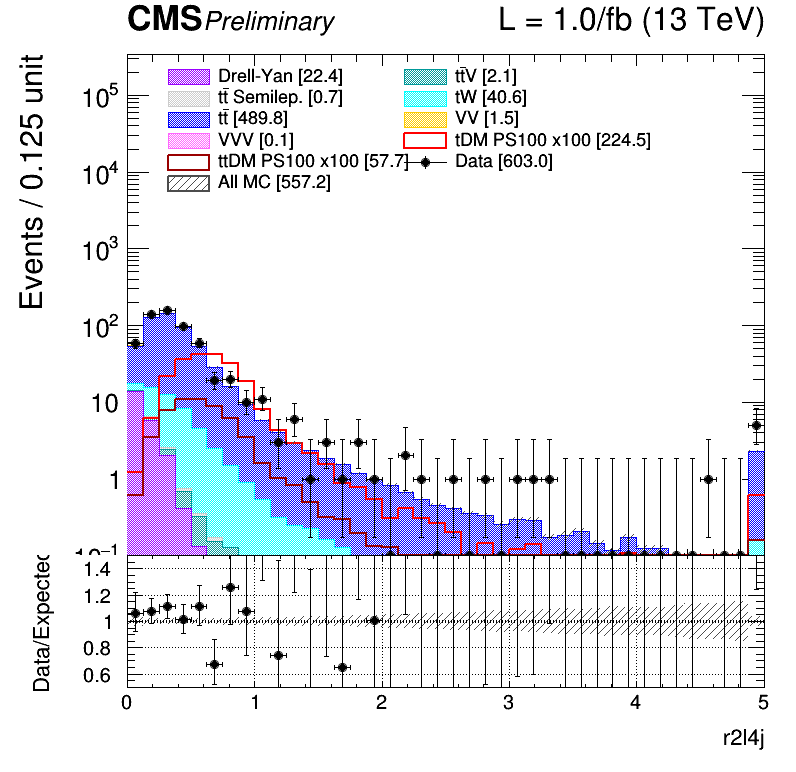 CMS Preliminary L = 1.0/fb (13 TeV)
Events / 0.125 unit
Drell-Yan [22.4] tt̄V [2.1]
tt̄ Semilep. [0.7] tW [40.6]
tt̄ [489.8] VV [1.5]
VVV [0.1] tDM PS100 x100 [224.5]
ttDM PS100 x100 [57.7] Data [603.0]
All MC [557.2]
10⁵
10⁴
10³
10²
10
1
10⁻¹
Data/Expected
1.4
1.2
1
0.8
0.6
0 1 2 3 4 5
r2l4j